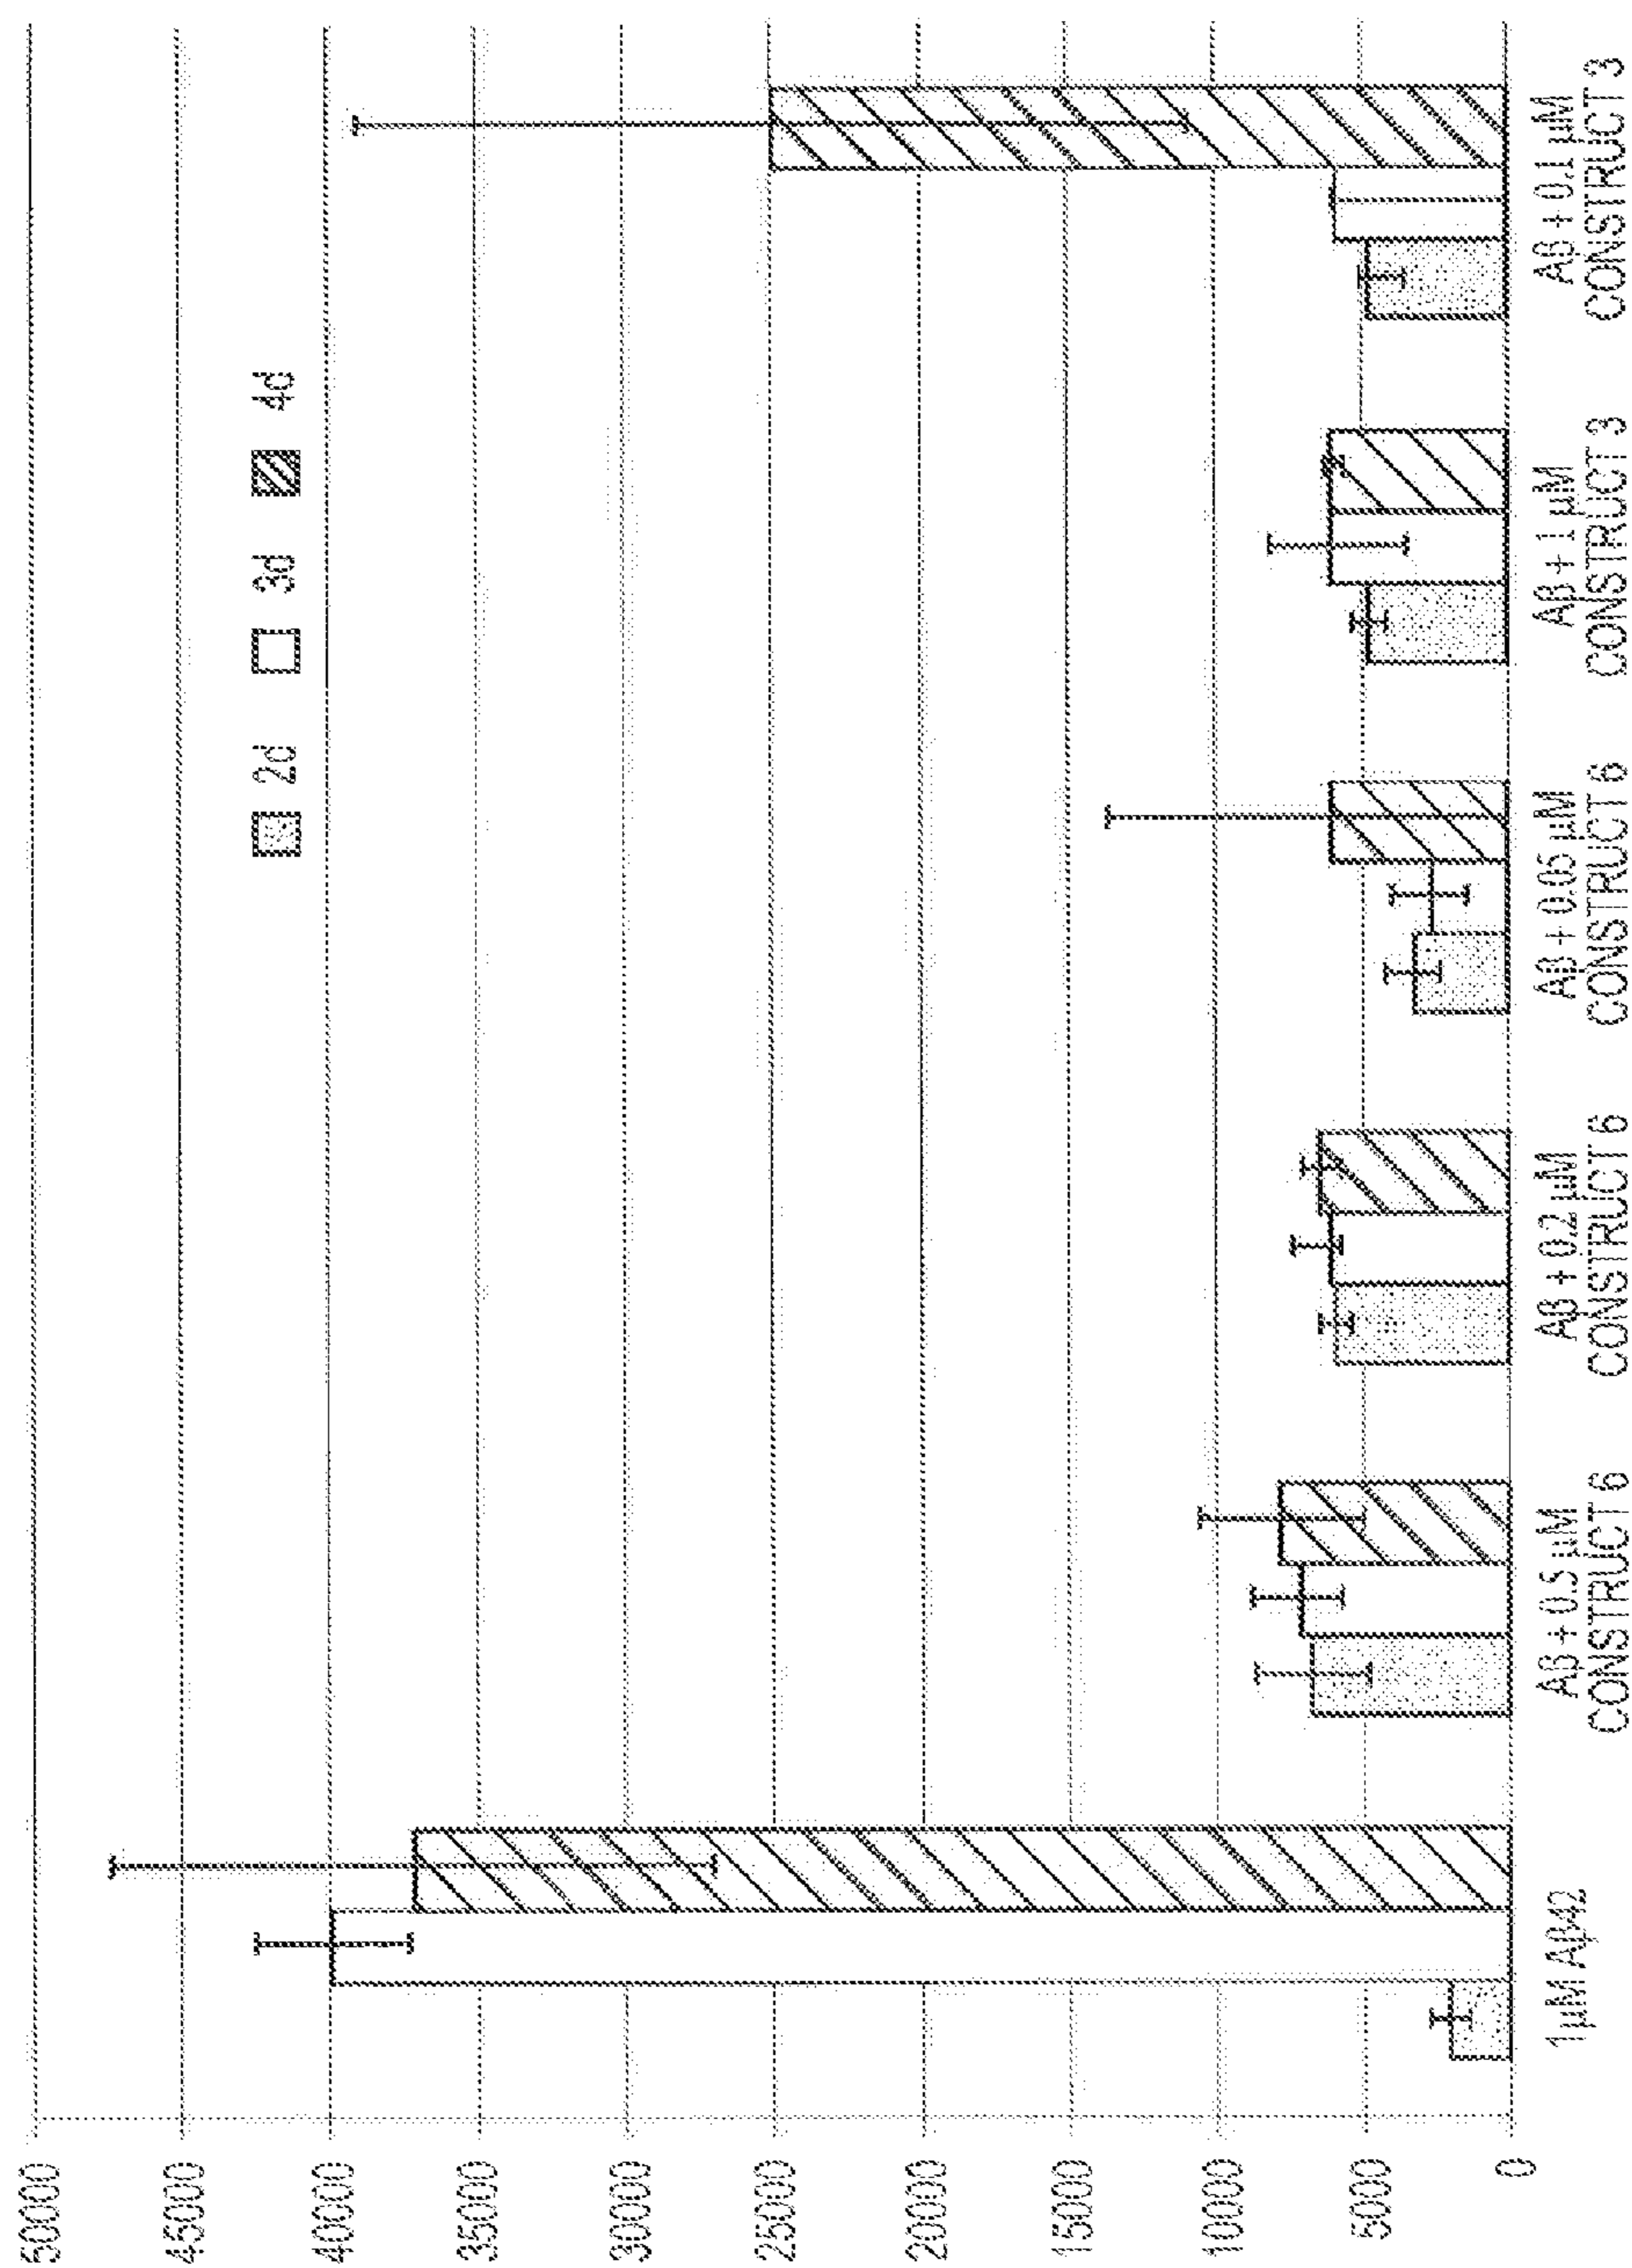 50000
45000
40000
35000
30000
25000
20000
15000
10000
5000
0
2d
3d
4d
1µM Aβ42
Aβ + 0.5 µM
CONSTRUCT 6
Aβ + 0.2 µM
CONSTRUCT 6
Aβ + 0.05 µM
CONSTRUCT 6
Aβ + 1 µM
CONSTRUCT 3
Aβ + 0.1 µM
CONSTRUCT 3